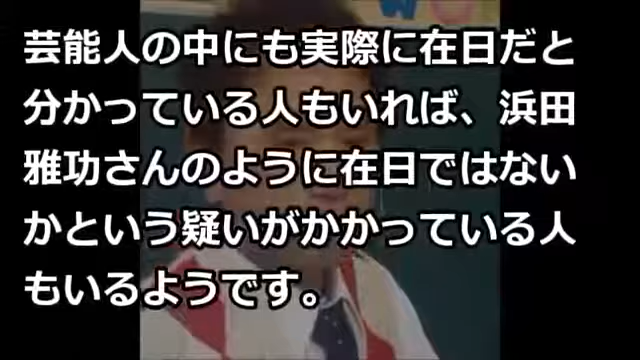 芸能人の中にも実際に在日だと
分かっている人もいれば、浜田
雅功さんのように在日ではない
かという疑いがかかっている人
もいるようです。